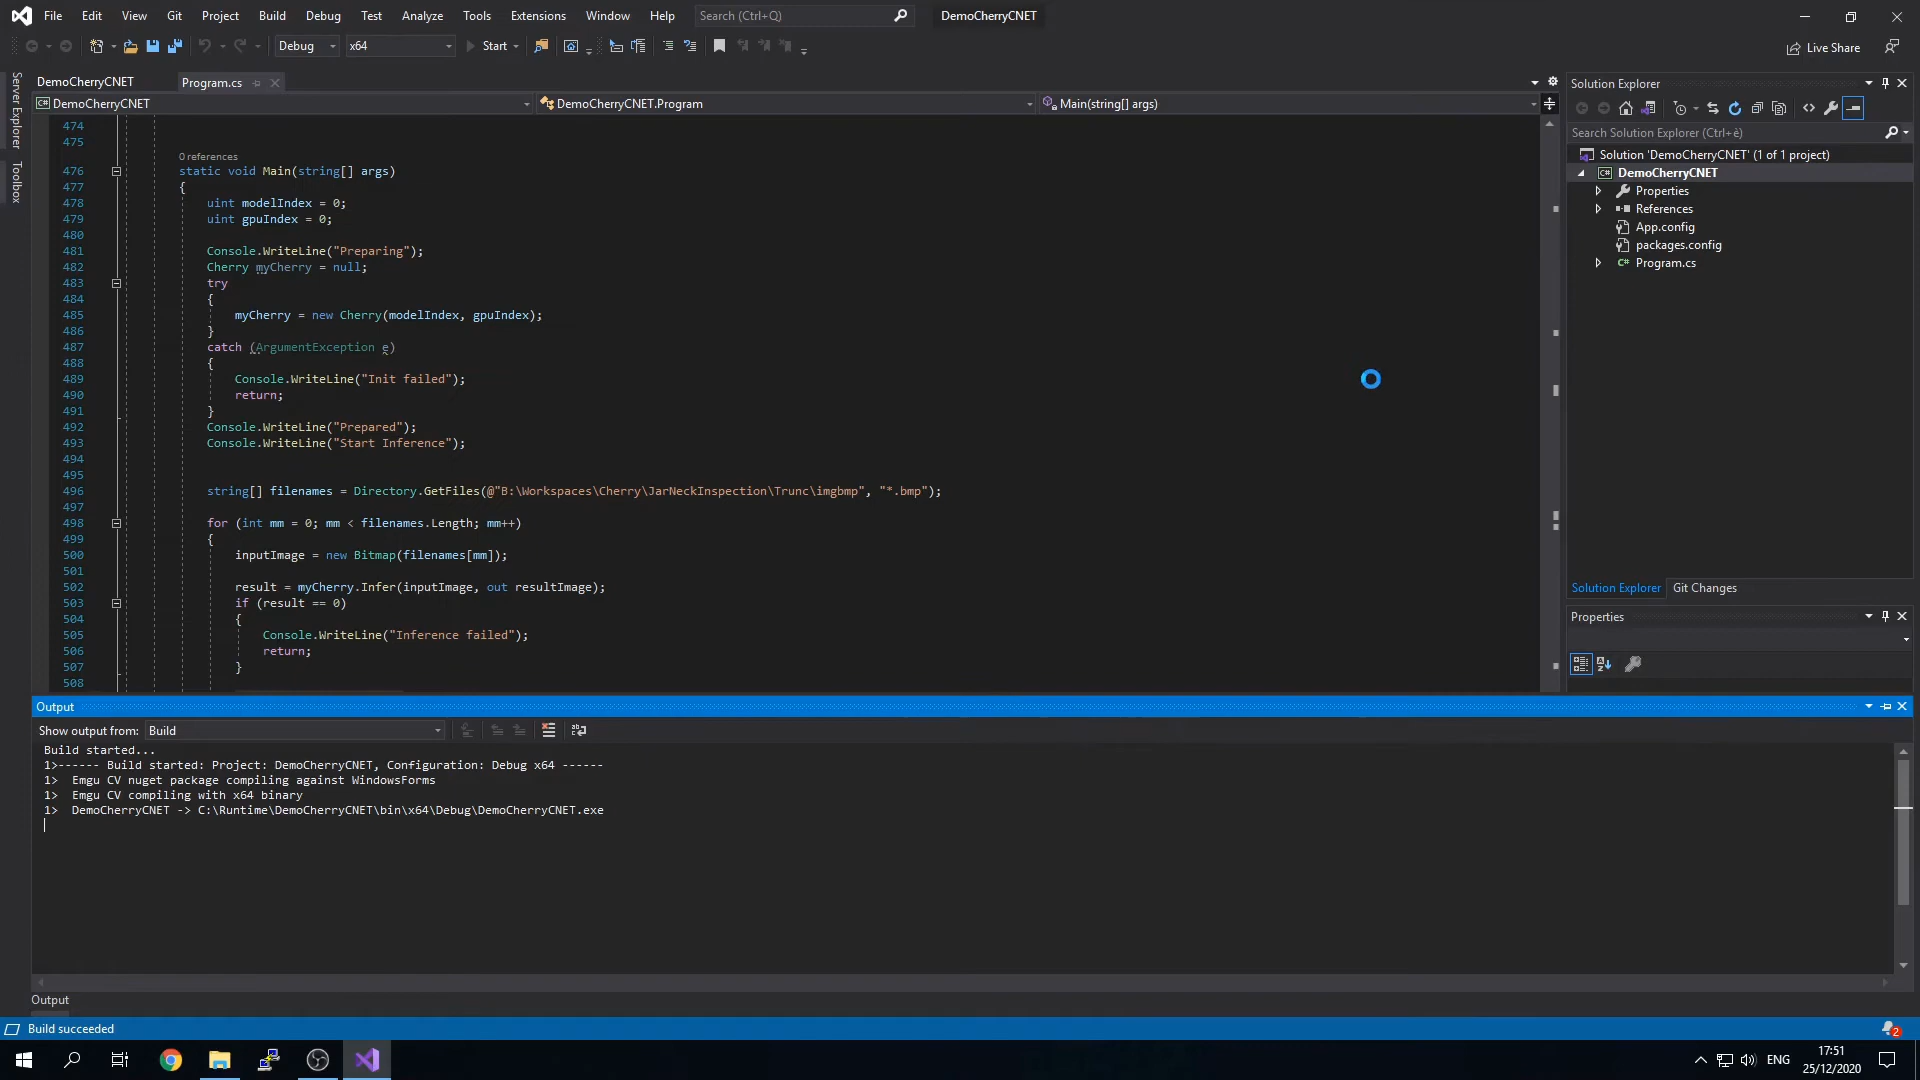 File Edit View Git Project Build Debug Test Analyze Tools Extensions Window Help Search (Ctrl+Q) DemoCherryCNET
Debug x64 Start Live Share
Server Explorer
Toolbox
DemoCherryCNET Program.cs
DemoCherryCNET DemoCherryCNET.Program Main(string[] args)
474
475
0 references
476 static void Main(string[] args)
477 {
478 uint modelIndex = 0;
479 uint gpuIndex = 0;
480
481 Console.WriteLine("Preparing");
482 Cherry myCherry = null;
483 try
484 {
485 myCherry = new Cherry(modelIndex, gpuIndex);
486 }
487 catch (ArgumentException e)
488 {
489 Console.WriteLine("Init failed");
490 return;
491 }
492 Console.WriteLine("Prepared");
493 Console.WriteLine("Start Inference");
494
495
496 string[] filenames = Directory.GetFiles(@"B:\Workspaces\Cherry\JarNeckInspection\Trunc\imgbmp", "*.bmp");
497
498 for (int mm = 0; mm < filenames.Length; mm++)
499 {
500 inputImage = new Bitmap(filenames[mm]);
501
502 result = myCherry.Infer(inputImage, out resultImage);
503 if (result == 0)
504 {
505 Console.WriteLine("Inference failed");
506 return;
507 }
508
Solution Explorer
Search Solution Explorer (Ctrl+è)
Solution 'DemoCherryCNET' (1 of 1 project)
C# DemoCherryCNET
Properties
References
App.config
packages.config
C# Program.cs
Solution Explorer Git Changes
Properties
Output
Show output from: Build
Build started...
1>------ Build started: Project: DemoCherryCNET, Configuration: Debug x64 ------
1> Emgu CV nuget package compiling against WindowsForms
1> Emgu CV compiling with x64 binary
1> DemoCherryCNET -> C:\Runtime\DemoCherryCNET\bin\x64\Debug\DemoCherryCNET.exe
Output
Build succeeded 2
ENG 17:51
25/12/2020